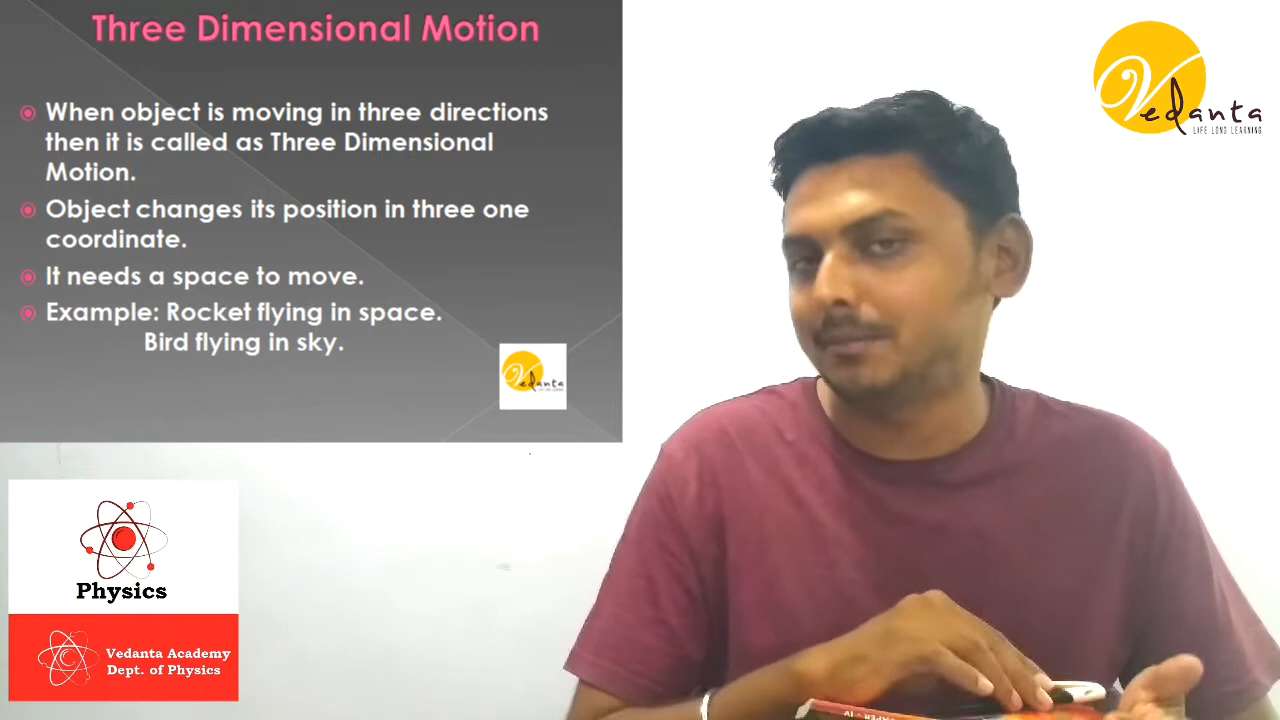 Three Dimensional Motion
When object is moving in three directions
then it is called as Three Dimensional
Motion.
Object changes its position in three one
coordinate.
It needs a space to move.
Example: Rocket flying in space.
Bird flying in sky.
Vedanta
Vedanta
LIFE LONG LEARNING
Physics
Vedanta Academy
Dept. of Physics
PAPER - IV